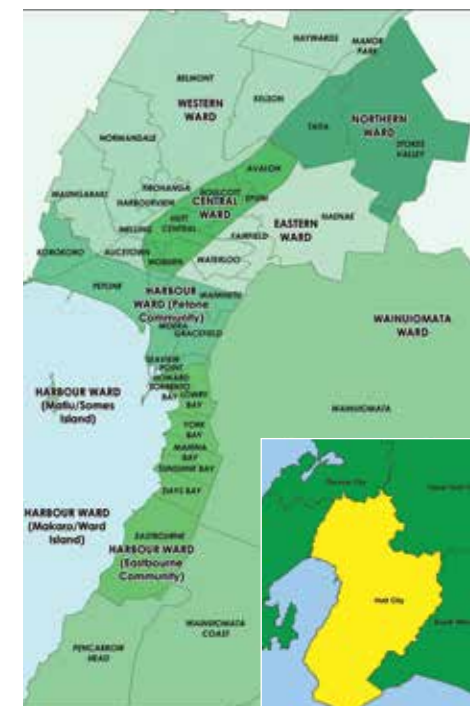 HAYWARDS
MANOR
PARK
BELMONT
WESTERN
WARD
KELSON
NORTHERN
WARD
TAITA
STOKES
VALLEY
NORMANDALE
AVALON
MAUNGARAKI
TIROHANGA
BOULCOTT
EPUNI
HARBOURVIEW
CENTRAL
WARD
NAENAE
HUTT
CENTRAL
EASTERN
WARD
MELLING
FAIRFIELD
KOROKORO
ALICETOWN
WOBURN
WATERLOO
PETONE
HARBOUR
WARD (Petone
Community)
WAIWHETU
MOERA
GRACEFIELD
WAINUIOMATA
WARD
SEAVIEW
POINT
HOWARD
SORRENTO
BAY
LOWRY
BAY
HARBOUR WARD
(Matiu/Somes
Island)
WAINUIOMATA
YORK
BAY
MAHINA
BAY
SUNSHINE BAY
DAYS BAY
HARBOUR WARD
(Makaro/Ward
Island)
EASTBOURNE
HARBOUR WARD
(Eastbourne
Community)
WAINUIOMATA
COAST
PENCARROW
HEAD
Hutt City